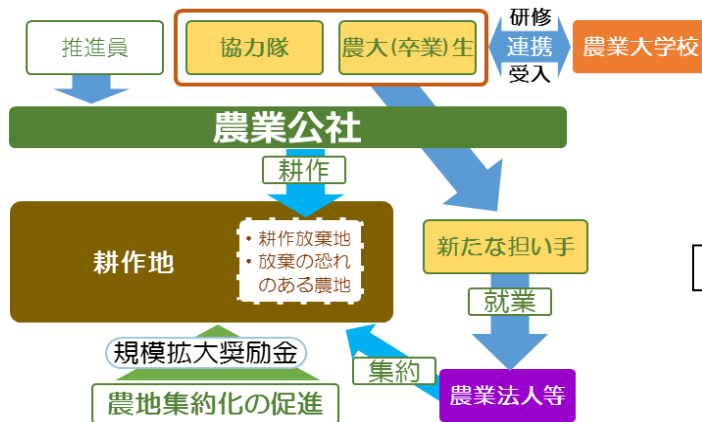 推進員
協力隊
農大(卒業)生
研修
連携
受入
農業大学校
農業公社
耕作
耕作地
・耕作放棄地
・放棄の恐れ
のある農地
新たな担い手
就業
規模拡大奨励金
集約
農業法人等
農地集約化の促進